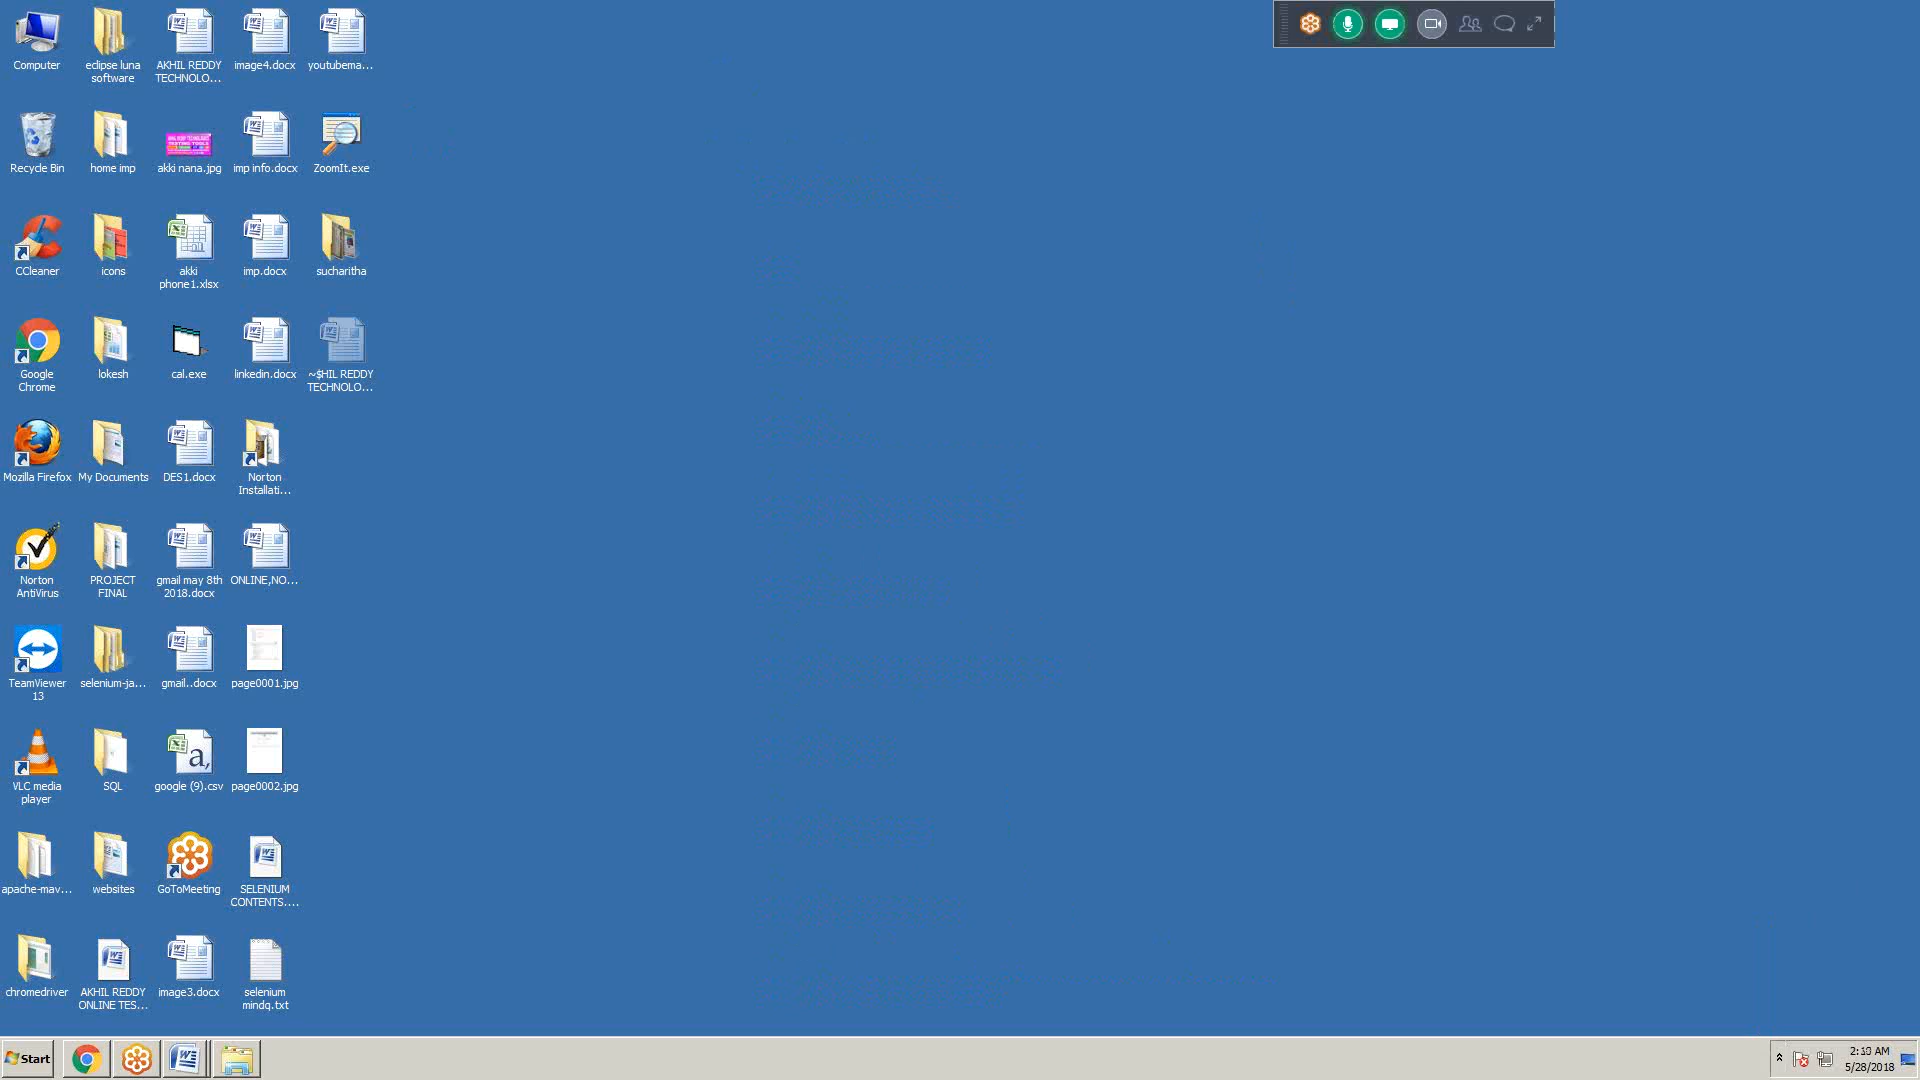 Computer
eclipse luna
software
AKHIL REDDY
TECHNOLO...
image4.docx
youtubema...
Recycle Bin
home imp
akki nana.jpg
imp info.docx
ZoomIt.exe
CCleaner
icons
akki
phone1.xlsx
imp.docx
sucharitha
Google
Chrome
lokesh
cal.exe
linkedin.docx
~$HIL REDDY
TECHNOLO...
Mozilla Firefox
My Documents
DES1.docx
Norton
Installati...
Norton
AntiVirus
PROJECT
FINAL
gmail may 8th
2018.docx
ONLINE,NO...
TeamViewer
13
selenium-ja...
gmail..docx
page0001.jpg
VLC media
player
SQL
google (9).csv
page0002.jpg
apache-mav...
websites
GoToMeeting
SELENIUM
CONTENTS....
chromedriver
AKHIL REDDY
ONLINE TES...
image3.docx
selenium
mindq.txt
Start
5/28/2018